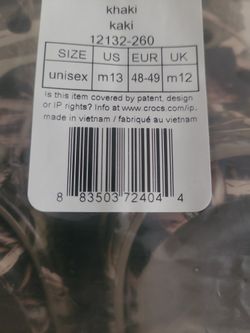 khaki
kaki
12132-260
SIZE US EUR UK
unisex m13 48-49 m12
Is this item covered by patent, design
or IP rights? Info at www.crocs.com/ip.
made in vietnam / fabriqué au vietnam
8 83503 72404 4